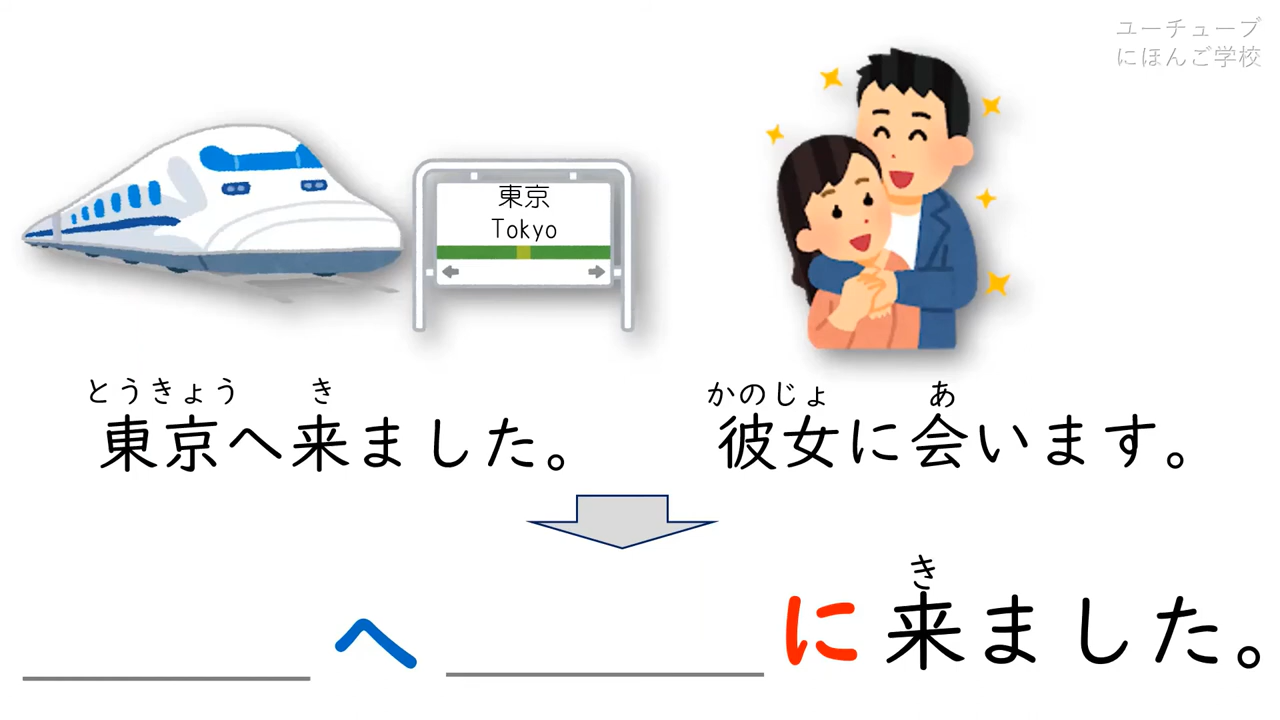 ユーチューブ
にほんご学校
東京
Tokyo
とうきょう き
東京へ来ました。
かのじょ あ
彼女に会います。
き
へ に来ました。